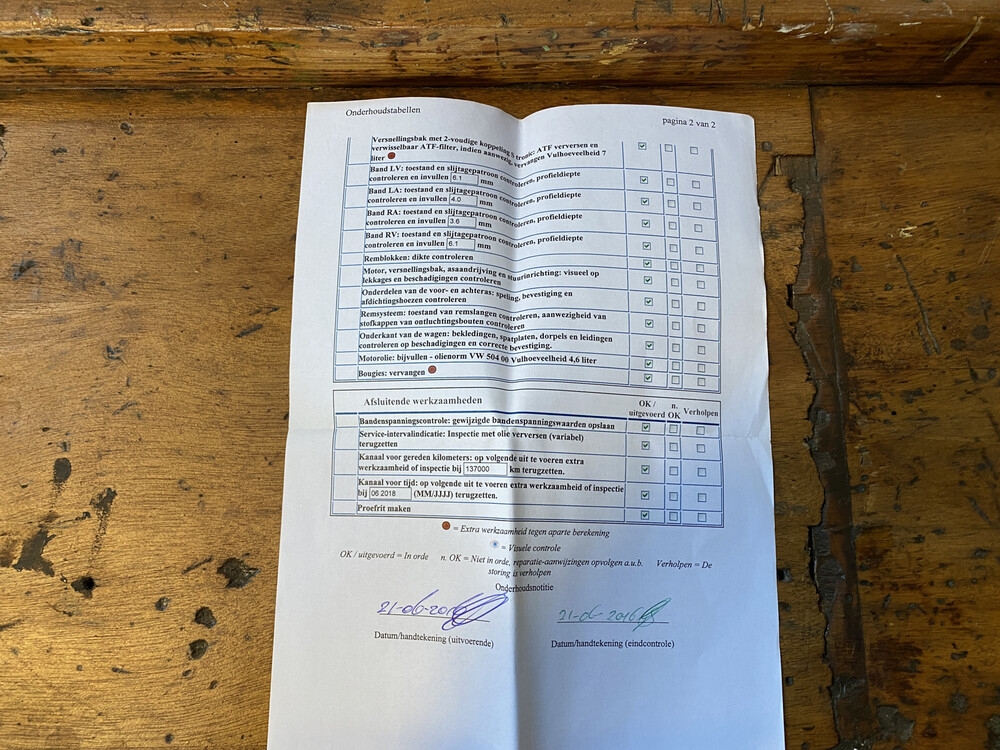 Onderhoudstabellen
pagina 2 van 2
Versnellingsbak met 2-voudige koppeling S tronic: ATF verversen en
verwisselbaar ATF-filter, indien aanwezig, vervangen Vulhoeveelheid 7
liter
Band LV: toestand en slijtagepatroon controleren, profieldiepte
controleren en invullen 6.1 mm
Band LA: toestand en slijtagepatroon controleren, profieldiepte
controleren en invullen 4.0 mm
Band RA: toestand en slijtagepatroon controleren, profieldiepte
controleren en invullen 3.6 mm
Band RV: toestand en slijtagepatroon controleren, profieldiepte
controleren en invullen 6.1 mm
Remblokken: dikte controleren
Motor, versnellingsbak, asaandrijving en stuurinrichting: visueel op
lekkages en beschadigingen controleren
Onderdelen van de voor- en achteras: speling, bevestiging en
afdichtingshoezen controleren
Remsysteem: toestand van remslangen controleren, aanwezigheid van
stofkappen van ontluchtingsbouten controleren
Onderkant van de wagen: bekledingen, spatplaten, dorpels en leidingen
controleren op beschadigingen en correcte bevestiging.
Motorolie: bijvullen - olienorm VW 504 00 Vulhoeveelheid 4,6 liter
Bougies: vervangen
Afsluitende werkzaamheden
OK /
uitgevoerd
n.
OK
Verholpen
Bandenspanningscontrole: gewijzigde bandenspanningswaarden opslaan
Service-intervalindicatie: Inspectie met olie verversen (variabel)
terugzetten
Kanaal voor gereden kilometers: op volgende uit te voeren extra
werkzaamheid of inspectie bij 137000 km terugzetten.
Kanaal voor tijd: op volgende uit te voeren extra werkzaamheid of inspectie
bij 06 2018 (MM/JJJJ) terugzetten.
Proefrit maken
= Extra werkzaamheid tegen aparte berekening
= Visuele controle
OK / uitgevoerd = In orde n. OK = Niet in orde, reparatie-aanwijzingen opvolgen a.u.b. Verholpen = De
storing is verholpen
Onderhoudsnotitie
21-06-2016
21-06-2016
Datum/handtekening (uitvoerende)
Datum/handtekening (eindcontrole)